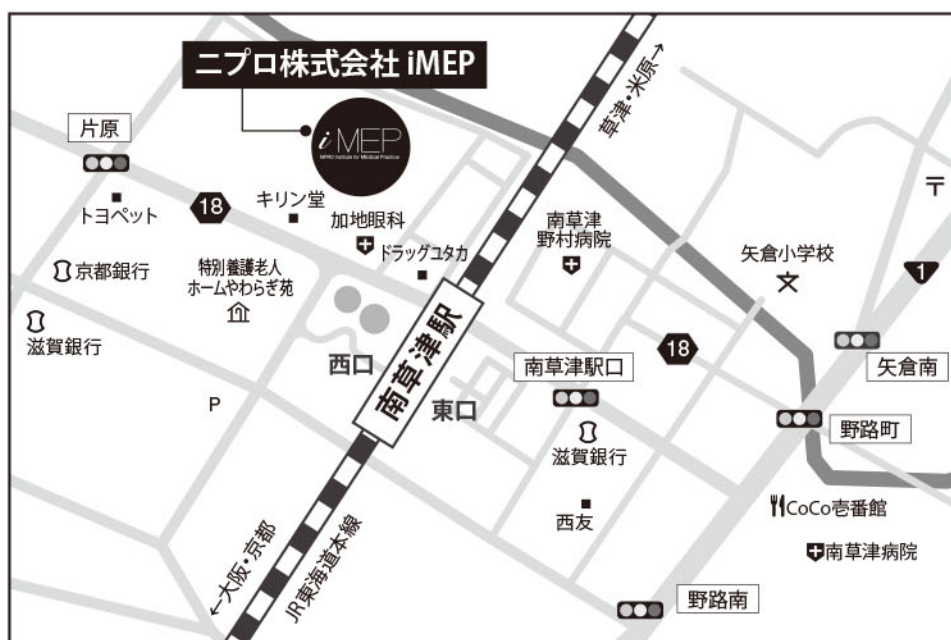 ニプロ株式会社 iMEP
草津・米原→
片原
i MEP
NIPRO Institute for Medical Practice
〒
18
キリン堂
トヨペット
加地眼科
南草津
野村病院
矢倉小学校
ドラッグユタカ
京都銀行
特別養護老人
ホームやわらぎ苑
1
滋賀銀行
西口
南草津駅
18
南草津駅口
矢倉南
P
東口
野路町
滋賀銀行
CoCo壱番館
西友
←大阪・京都
JR東海道本線
南草津病院
野路南